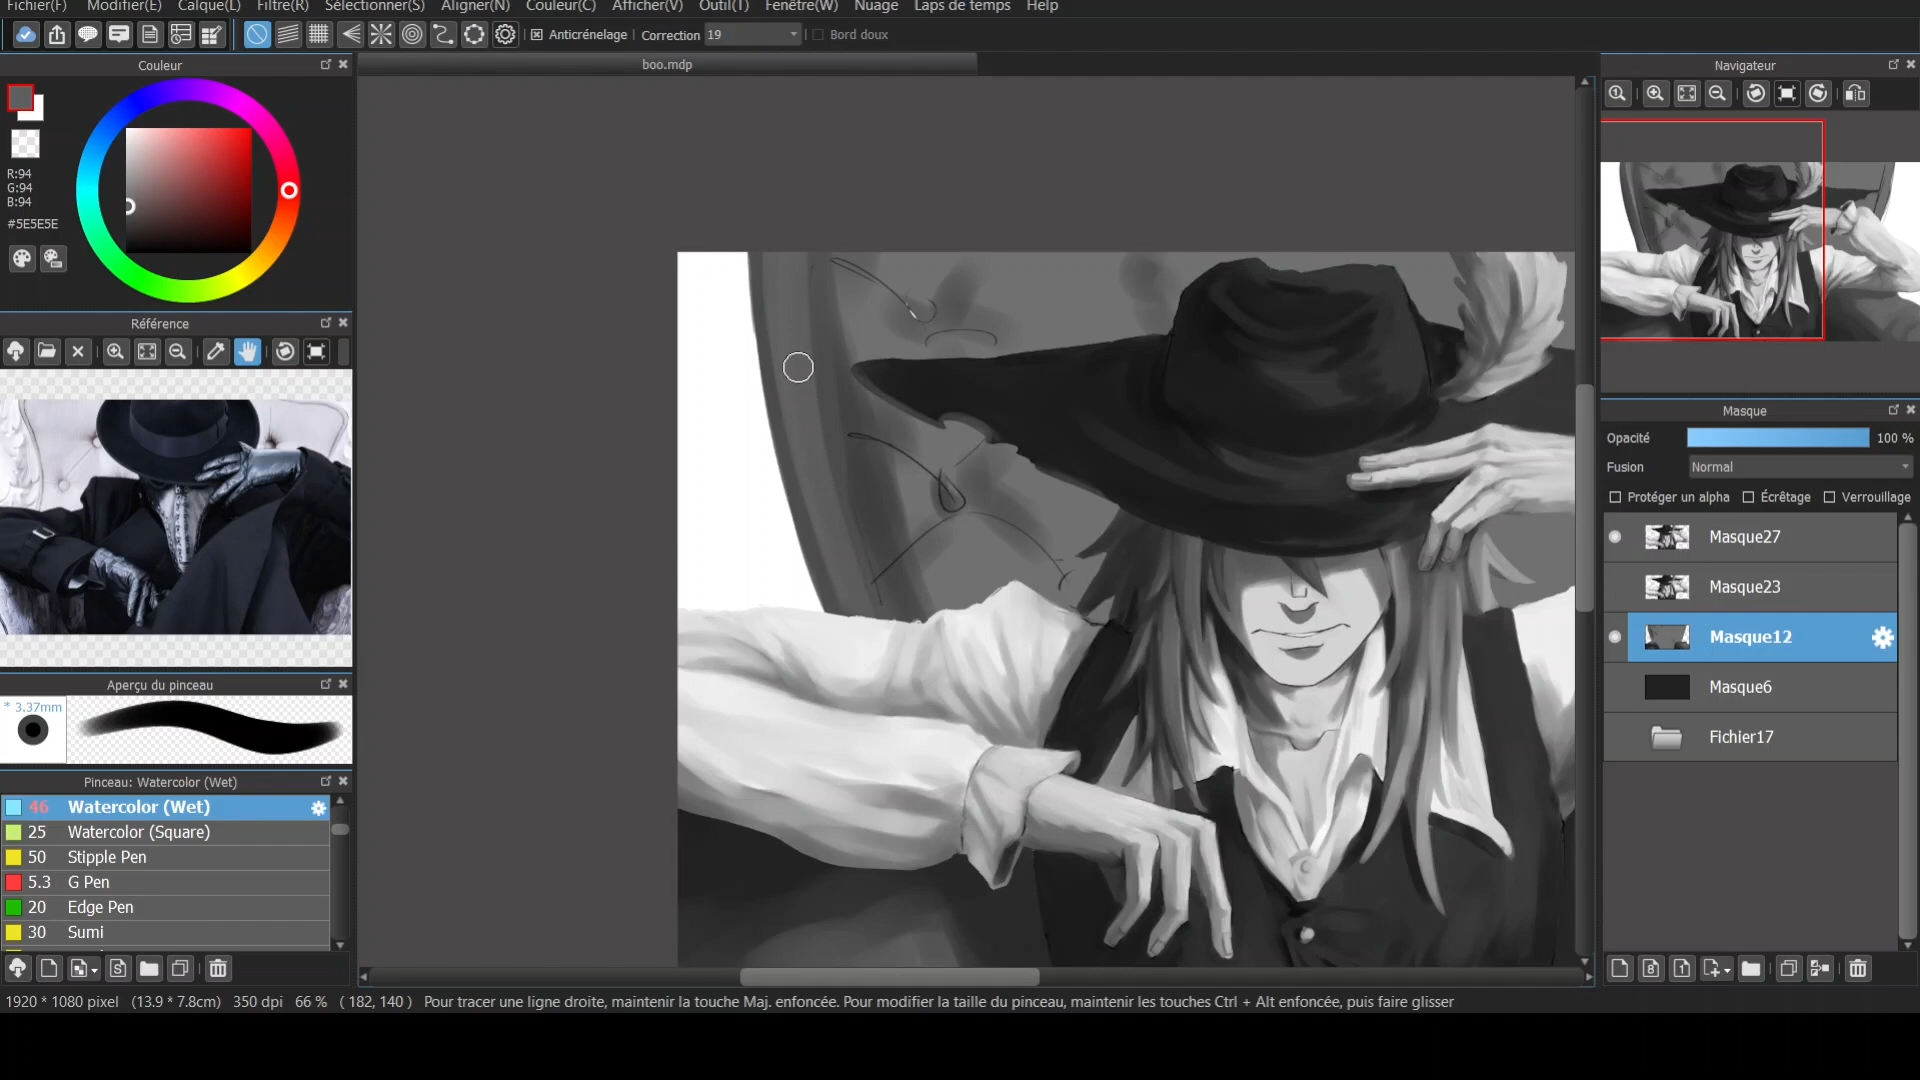 Fichier(F) Modifier(E) Calque(L) Filtre(R) Sélectionner(S) Aligner(N) Couleur(C) Afficher(V) Outil(T) Fenêtre(W) Nuage Laps de temps Help
Anticrénelage Correction 19 Bord doux
Couleur
boo.mdp
Navigateur
R:94
G:94
B:94
#5E5E5E
Référence
Masque
Opacité 100 %
Fusion Normal
Protéger un alpha Écrêtage Verrouillage
Masque27
Masque23
Masque12
Masque6
Fichier17
Aperçu du pinceau
* 3.37mm
Pinceau: Watercolor (Wet)
46 Watercolor (Wet)
25 Watercolor (Square)
50 Stipple Pen
5.3 G Pen
20 Edge Pen
30 Sumi
1920 * 1080 pixel (13.9 * 7.8cm) 350 dpi 66 % ( 182, 140 ) Pour tracer une ligne droite, maintenir la touche Maj. enfoncée. Pour modifier la taille du pinceau, maintenir les touches Ctrl + Alt enfoncée, puis faire glisser